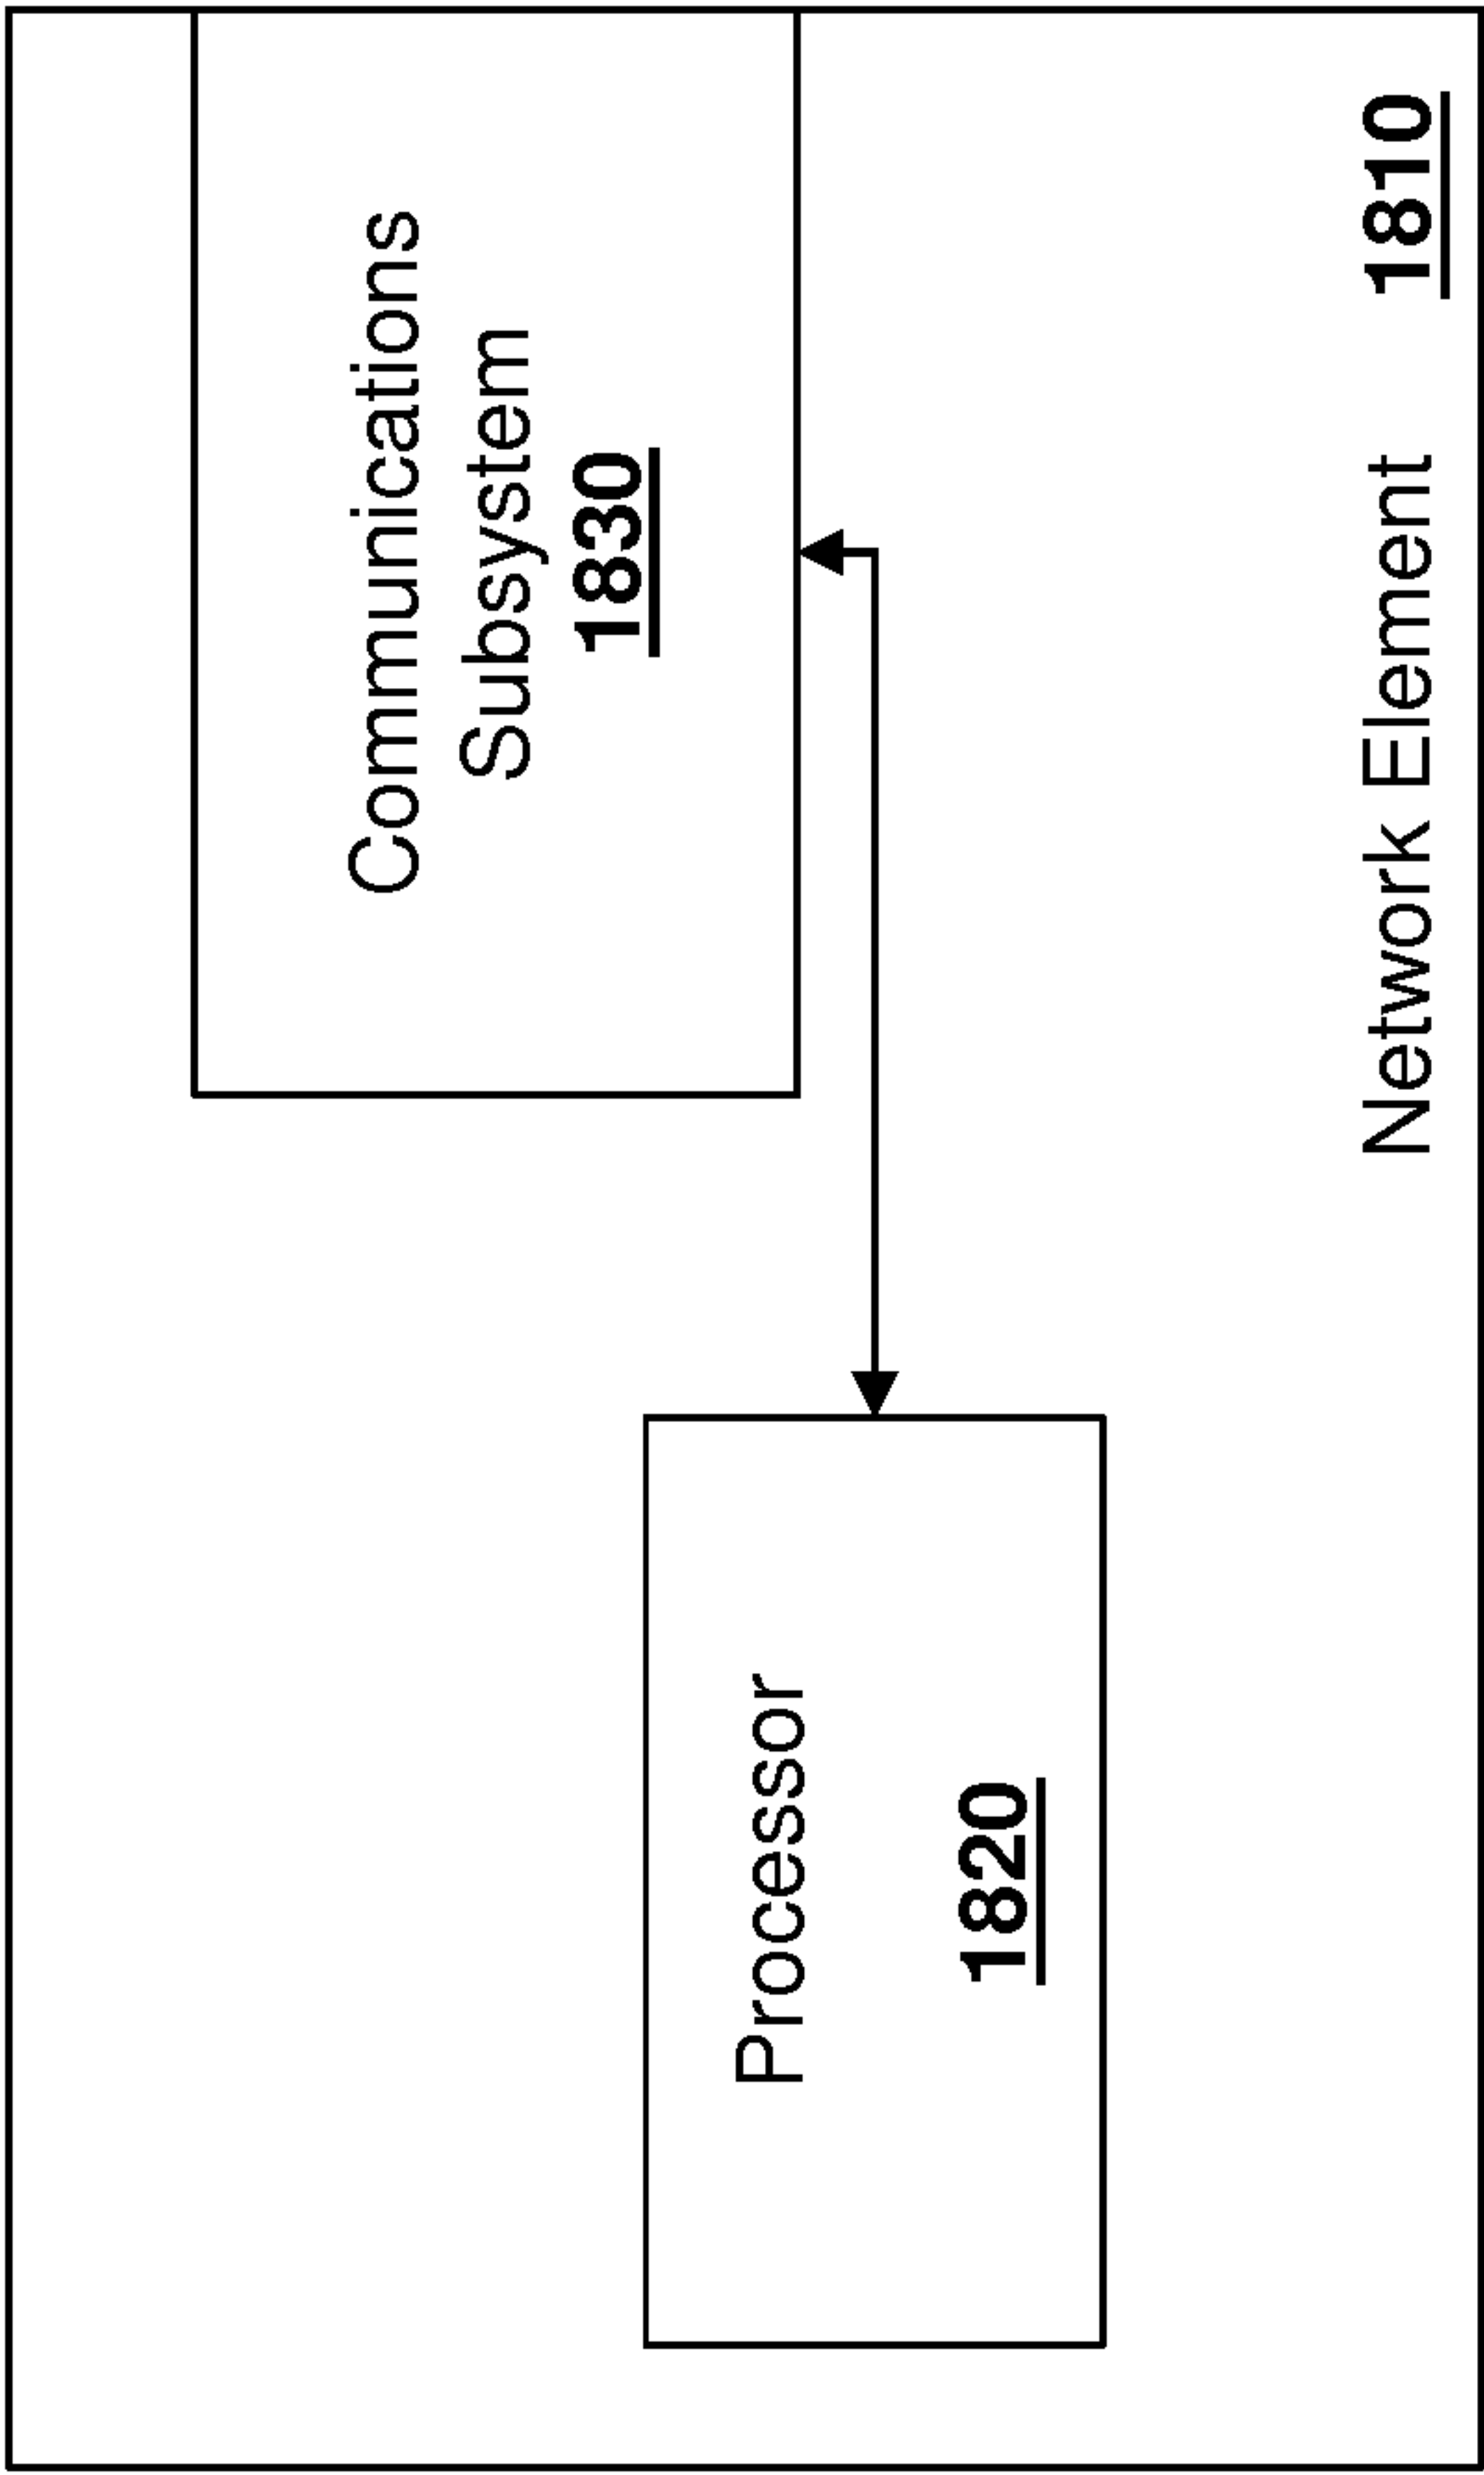 Communications
Subsystem
1830
Processor
1820
Network Element 1810